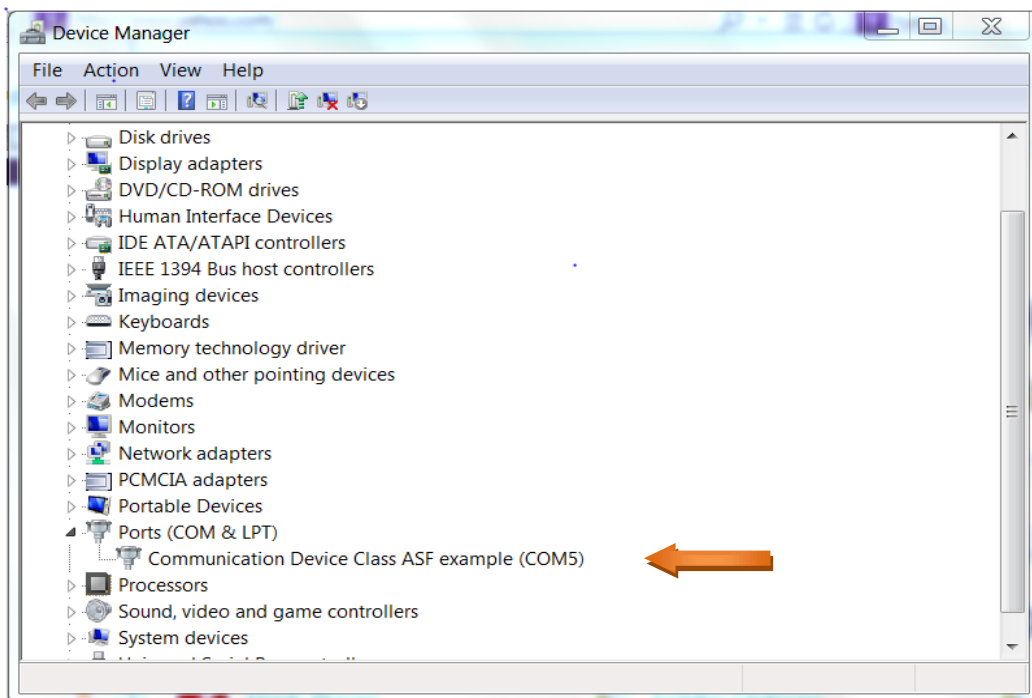 Device Manager
File Action View Help
Disk drives
Display adapters
DVD/CD-ROM drives
Human Interface Devices
IDE ATA/ATAPI controllers
IEEE 1394 Bus host controllers
Imaging devices
Keyboards
Memory technology driver
Mice and other pointing devices
Modems
Monitors
Network adapters
PCMCIA adapters
Portable Devices
Ports (COM & LPT)
Communication Device Class ASF example (COM5)
Processors
Sound, video and game controllers
System devices